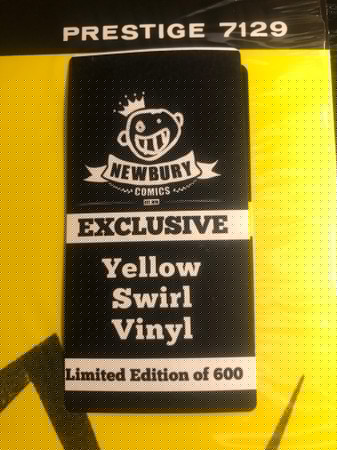 PRESTIGE 7129
NEWBURY
COMICS
EST. 1978
EXCLUSIVE
Yellow
Swirl
Vinyl
Limited Edition of 600